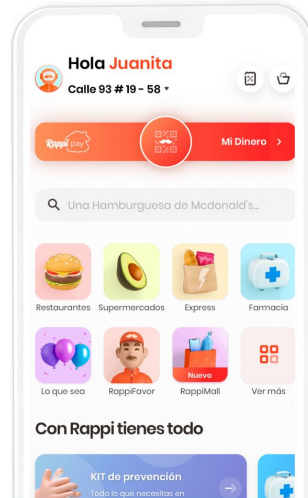 Hola Juanita
Calle 93 # 19 - 58
Rappi pay
Mi Dinero >
Una Hamburguesa de Mcdonald's...
Restaurantes Supermercados Express Farmacia
Nuevo
Lo que sea RappiFavor RappiMall Ver más
Con Rappi tienes todo
KIT de prevención
Todo lo que necesitas en